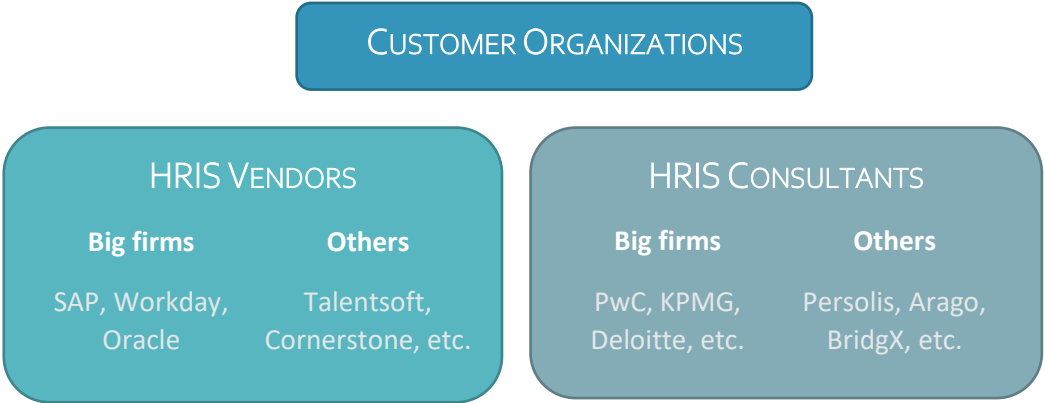 CUSTOMER ORGANIZATIONS
HRIS VENDORS
Big firms
SAP, Workday,
Oracle
Others
Talentsoft,
Cornerstone, etc.
HRIS CONSULTANTS
Big firms
PwC, KPMG,
Deloitte, etc.
Others
Persolis, Arago,
BridgX, etc.